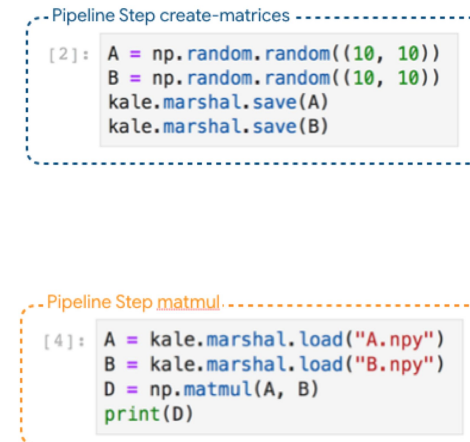 Pipeline Step create-matrices
[2]: A = np.random.random((10, 10))
B = np.random.random((10, 10))
kale.marshal.save(A)
kale.marshal.save(B)
Pipeline Step matmul
[4]: A = kale.marshal.load("A.npy")
B = kale.marshal.load("B.npy")
D = np.matmul(A, B)
print(D)